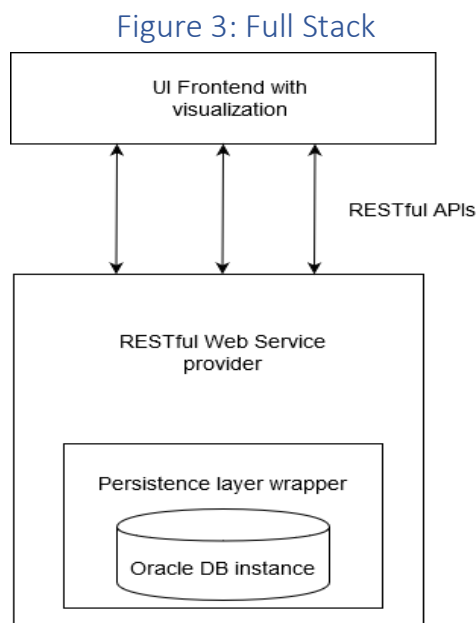 Figure 3: Full Stack
UI Frontend with
visualization
RESTful APIs
RESTful Web Service
provider
Persistence layer wrapper
Oracle DB instance